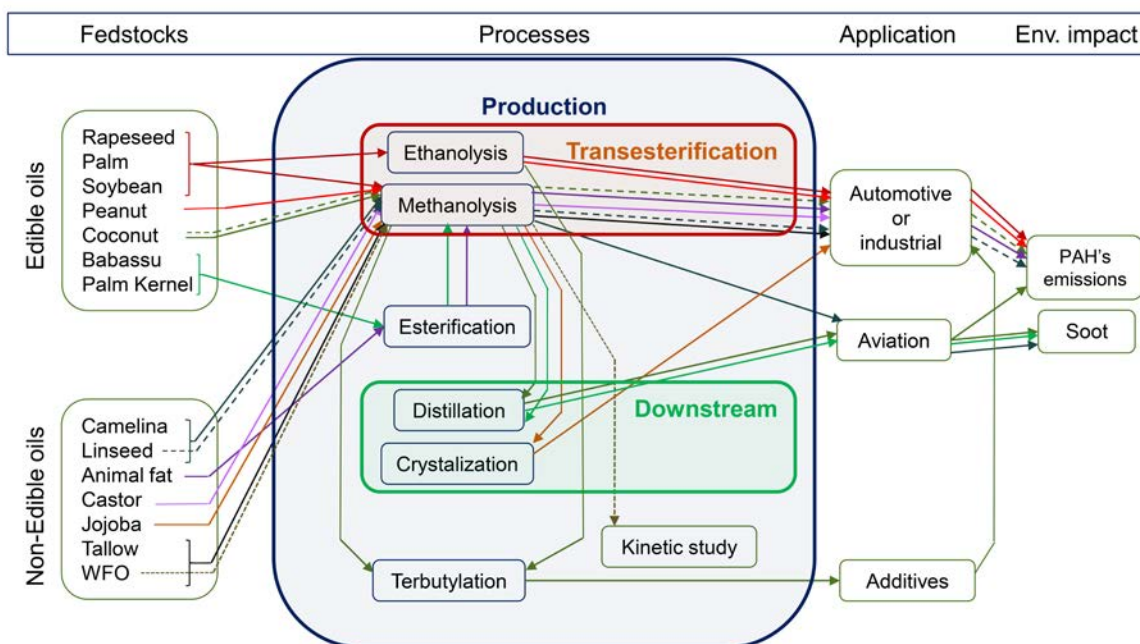 Fedstocks
Processes
Application
Env. impact
Edible oils
Rapeseed
Palm
Soybean
Peanut
Coconut
Babassu
Palm Kernel
Non-Edible oils
Camelina
Linseed
Animal fat
Castor
Jojoba
Tallow
WFO
Production
Transesterification
Ethanolysis
Methanolysis
Esterification
Downstream
Distillation
Crystalization
Kinetic study
Terbutylation
Automotive
or
industrial
Aviation
Additives
PAH's
emissions
Soot